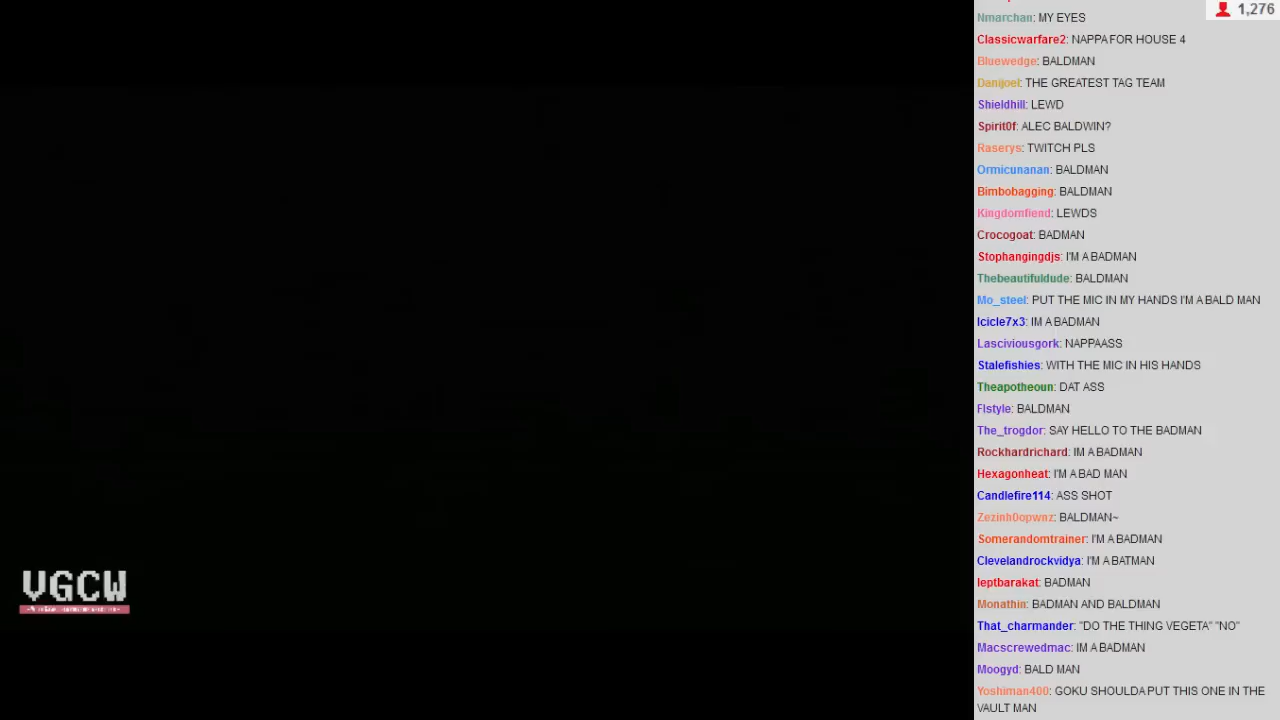 1,276
Nmarchan: MY EYES
Classicwarfare2: NAPPA FOR HOUSE 4
Bluewedge: BALDMAN
Danijoel: THE GREATEST TAG TEAM
Shieldhill: LEWD
Spirit0f: ALEC BALDWIN?
Raserys: TWITCH PLS
Ormicunanan: BALDMAN
Bimbobagging: BALDMAN
Kingdomfiend: LEWDS
Crocogoat: BADMAN
Stophangingdjs: I'M A BADMAN
Thebeautifuldude: BALDMAN
Mo_steel: PUT THE MIC IN MY HANDS I'M A BALD MAN
Icicle7x3: IM A BADMAN
Lasciviousgork: NAPPAASS
Stalefishies: WITH THE MIC IN HIS HANDS
Theapotheoun: DAT ASS
Flstyle: BALDMAN
The_trogdor: SAY HELLO TO THE BADMAN
Rockhardrichard: IM A BADMAN
Hexagonheat: I'M A BAD MAN
Candlefire114: ASS SHOT
Zezinh0opwnz: BALDMAN~
Somerandomtrainer: I'M A BADMAN
Clevelandrockvidya: I'M A BATMAN
leptbarakat: BADMAN
Monathin: BADMAN AND BALDMAN
That_charmander: "DO THE THING VEGETA" "NO"
Macscrewedmac: IM A BADMAN
Moogyd: BALD MAN
Yoshiman400: GOKU SHOULDA PUT THIS ONE IN THE
VAULT MAN
VGCW